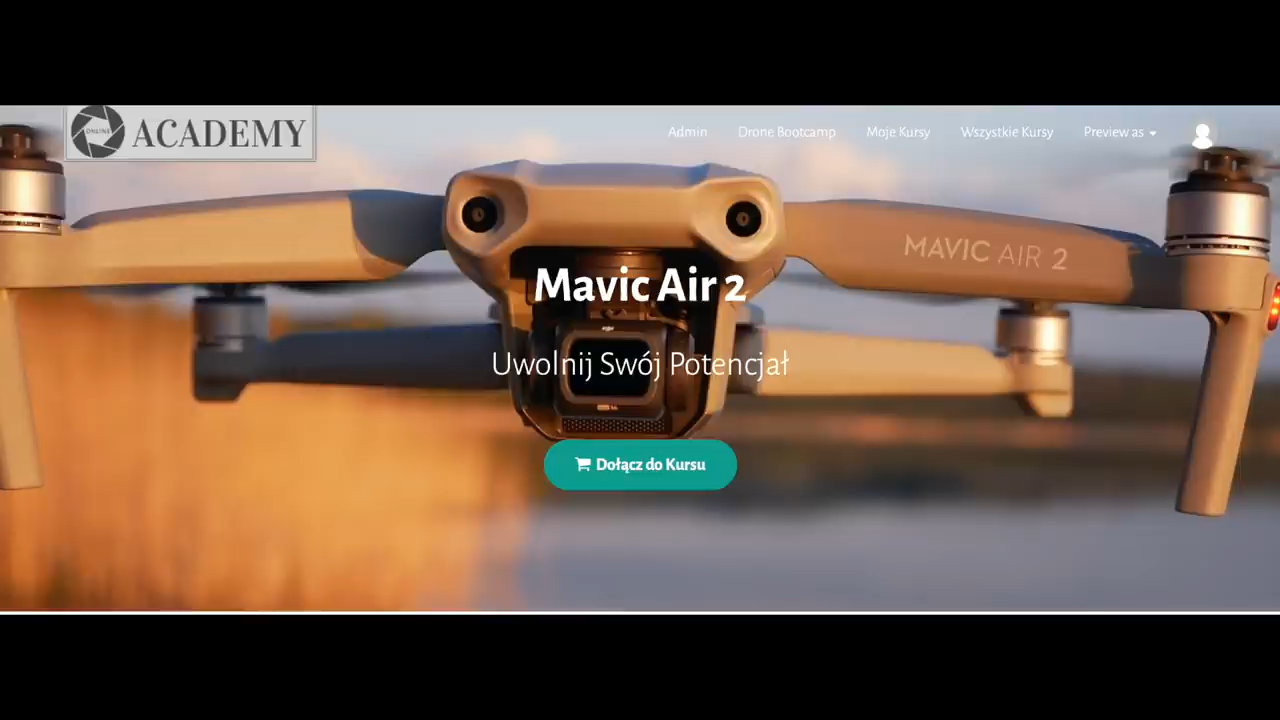 ONLINE
ACADEMY
Admin Drone Bootcamp Moje Kursy Wszystkie Kursy Preview as
MAVIC AIR 2
Mavic Air 2
dji
Uwolnij Swój Potencjał
Dołącz do Kursu